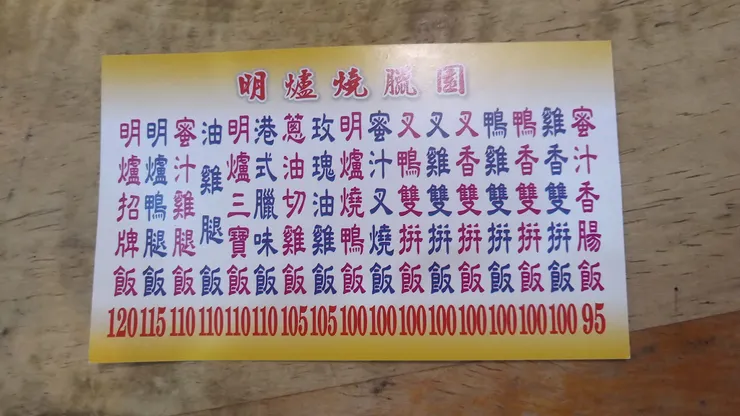 明爐燒臘園
明爐招牌飯 120
明爐鴨腿飯 115
蜜汁雞腿飯 110
油雞腿飯 110
明爐三寶飯 110
港式臘味飯 110
蔥油切雞飯 105
玫瑰油雞飯 105
明爐燒鴨飯 100
蜜汁叉燒飯 100
叉鴨雙拼飯 100
叉雞雙拼飯 100
叉香雙拼飯 100
鴨雞雙拼飯 100
鴨香雙拼飯 100
雞香雙拼飯 100
蜜汁香腸飯 95